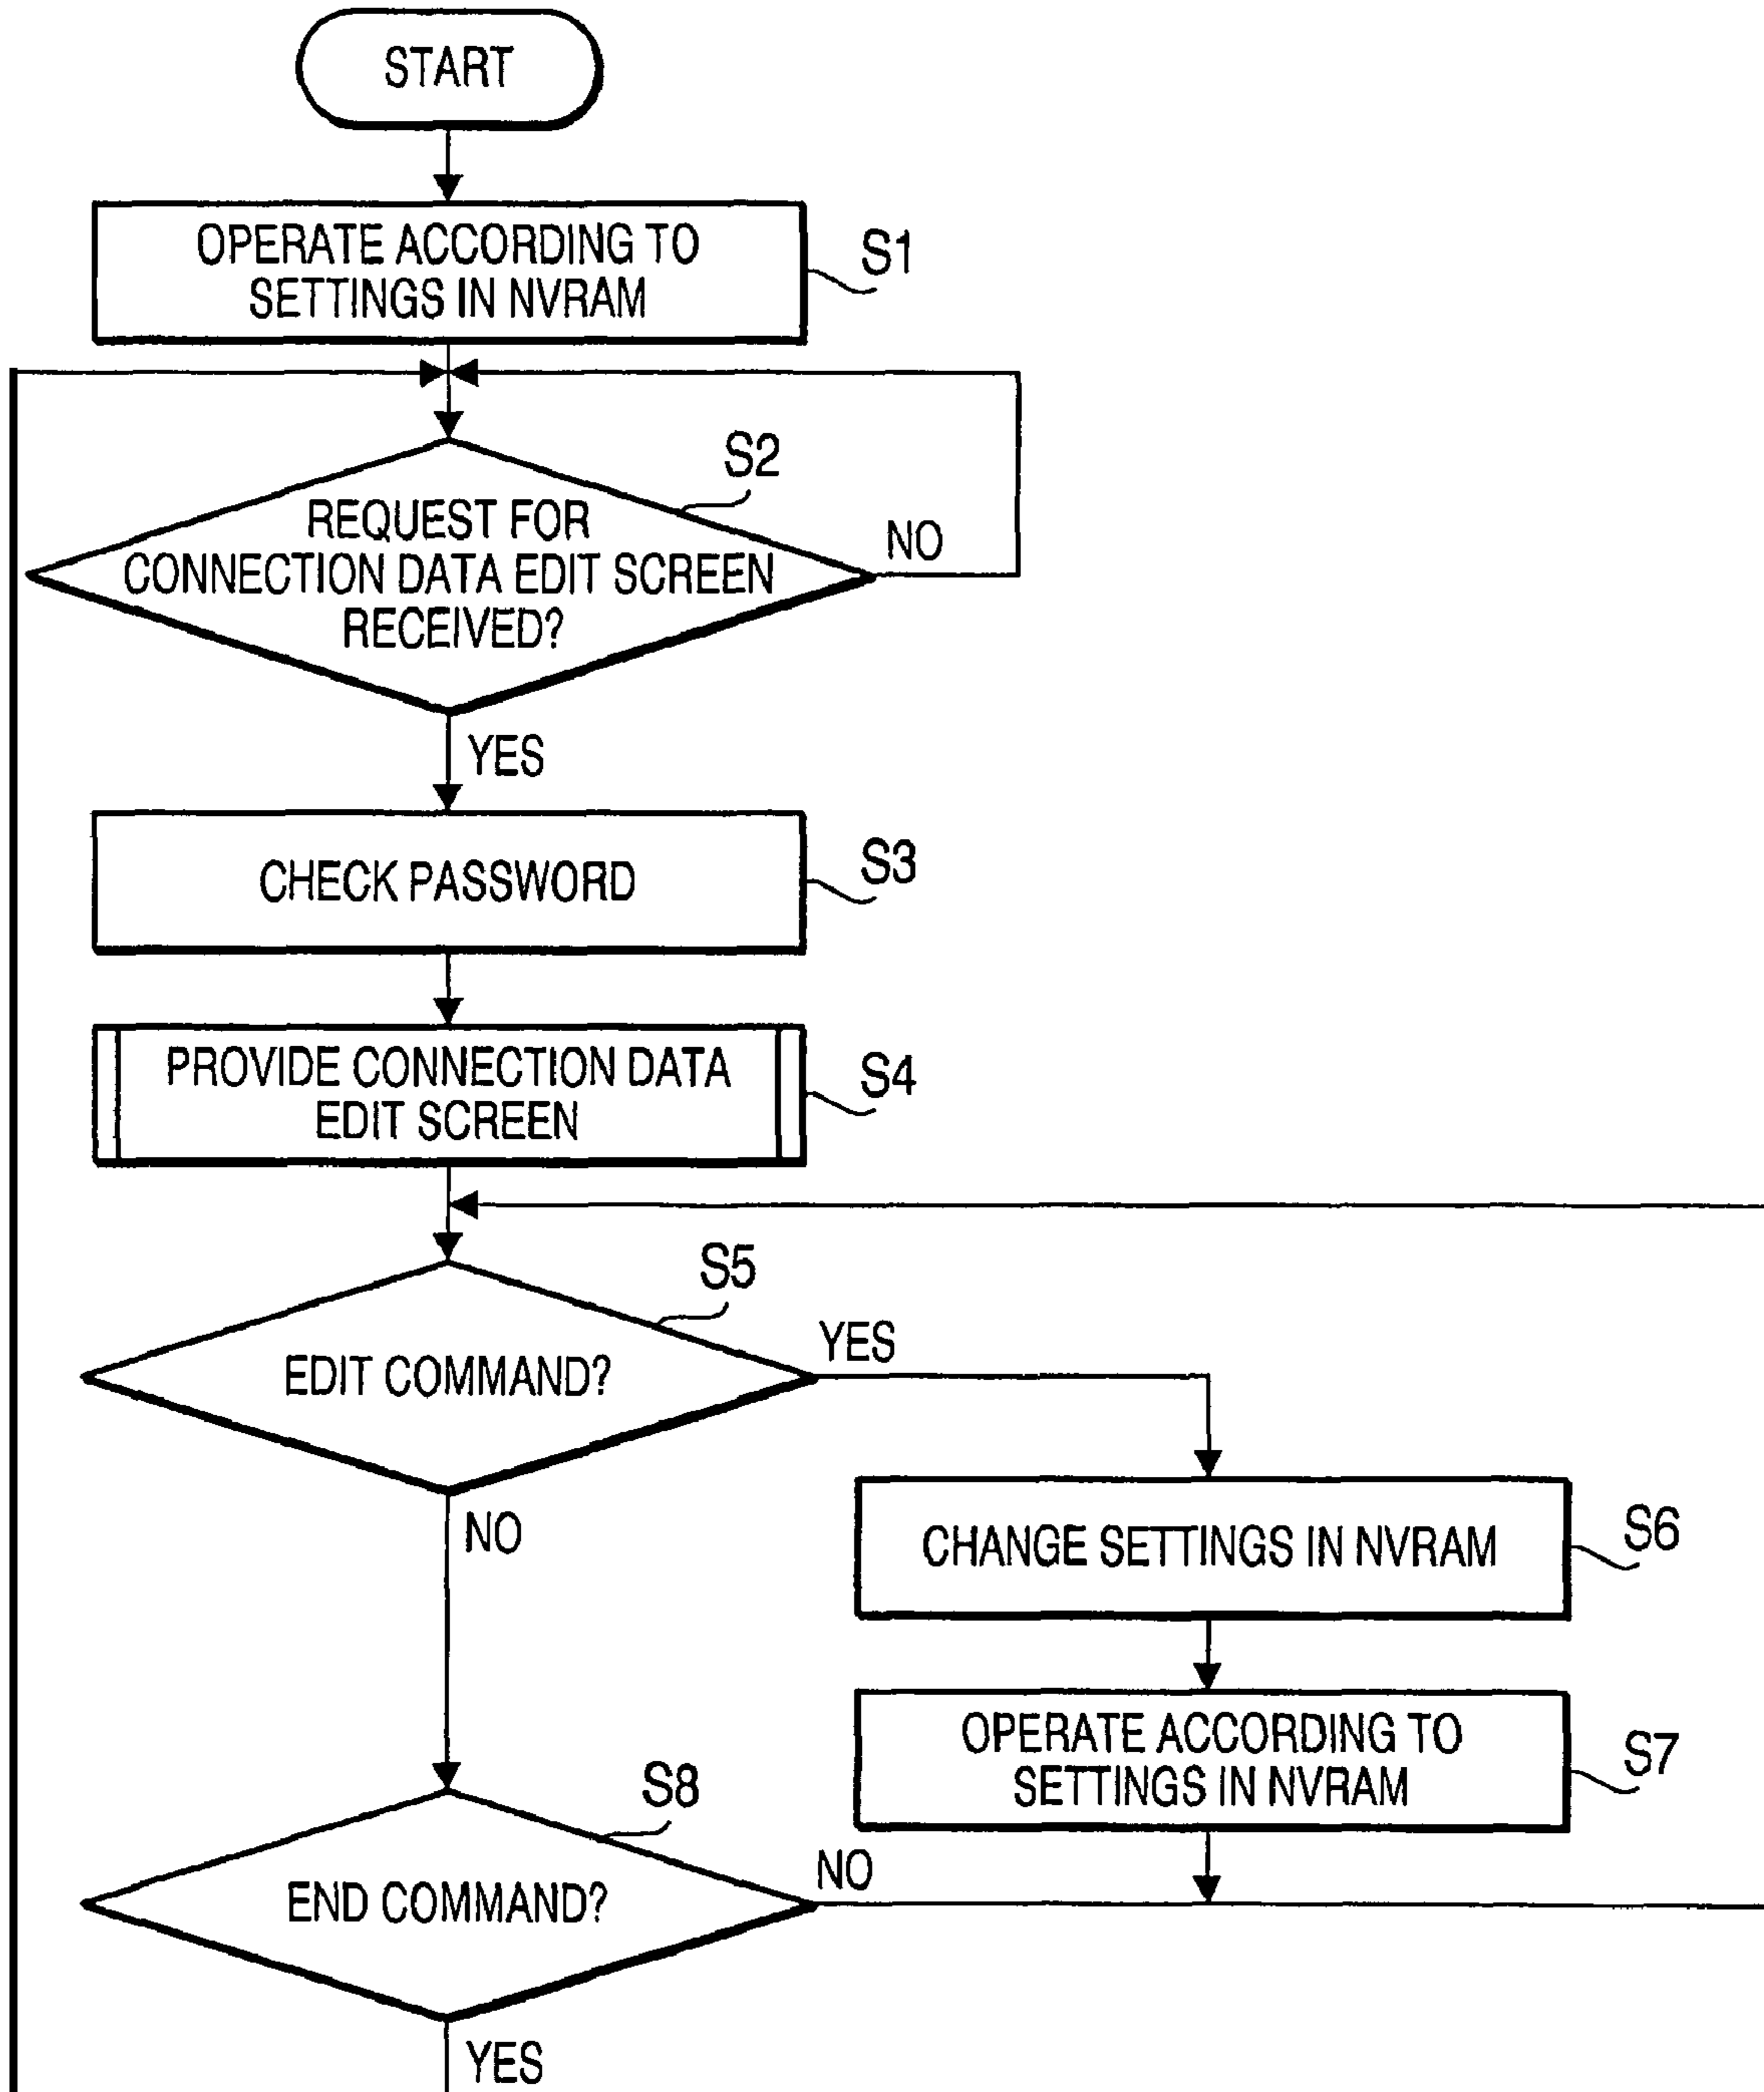 START
OPERATE ACCORDING TO
SETTINGS IN NVRAM
S1
S2
REQUEST FOR
CONNECTION DATA EDIT SCREEN
RECEIVED?
NO
YES
CHECK PASSWORD
S3
PROVIDE CONNECTION DATA
EDIT SCREEN
S4
S5
EDIT COMMAND?
YES
NO
CHANGE SETTINGS IN NVRAM
S6
OPERATE ACCORDING TO
SETTINGS IN NVRAM
S7
S8
END COMMAND?
NO
YES